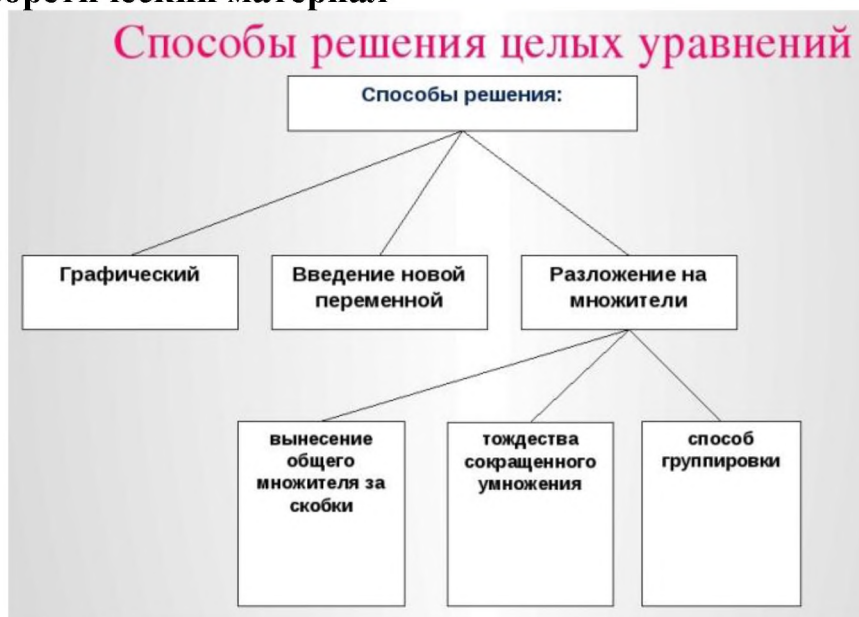 Способы решения целых уравнений
Способы решения:
Графический
Введение новой
переменной
Разложение на
множители
вынесение
общего
множителя за
скобки
тождества
сокращенного
умножения
способ
группировки